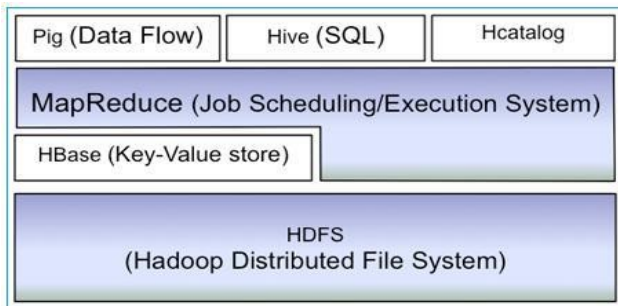 Pig (Data Flow)
Hive (SQL)
Hcatalog
MapReduce (Job Scheduling/Execution System)
HBase (Key-Value store)
HDFS
(Hadoop Distributed File System)